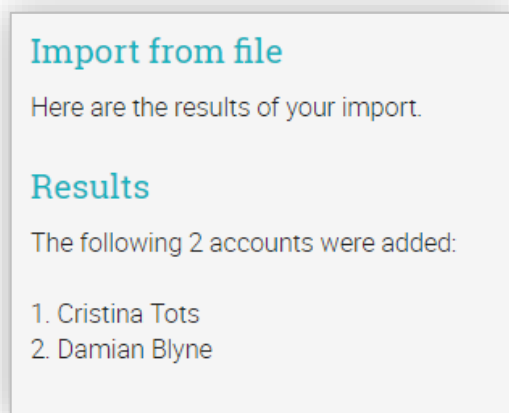 Import from file
Here are the results of your import.
Results
The following 2 accounts were added:
1. Cristina Tots
2. Damian Blyne